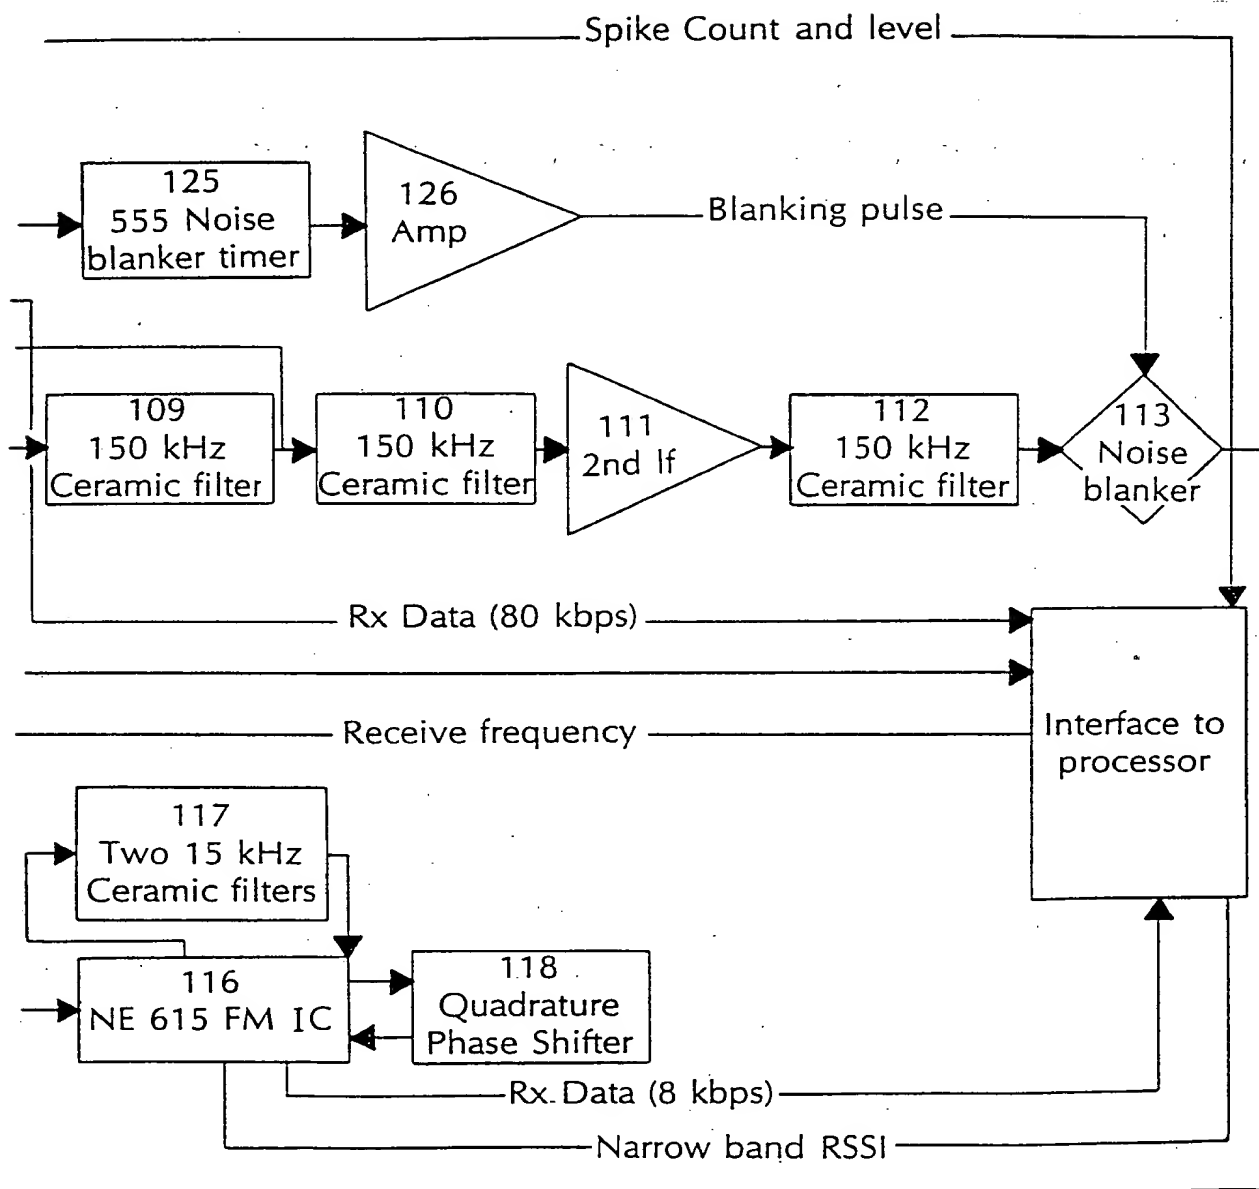 Spike Count and level
125
555 Noise
blanker timer
126
Amp
Blanking pulse
109
150 kHz
Ceramic filter
110
150 kHz
Ceramic filter
111
2nd If
112
150 kHz
Ceramic filter
113
Noise
blanker
Rx Data (80 kbps)
Receive frequency
Interface to
processor
117
Two 15 kHz
Ceramic filters
116
NE 615 FM IC
118
Quadrature
Phase Shifter
Rx Data (8 kbps)
Narrow band RSSI